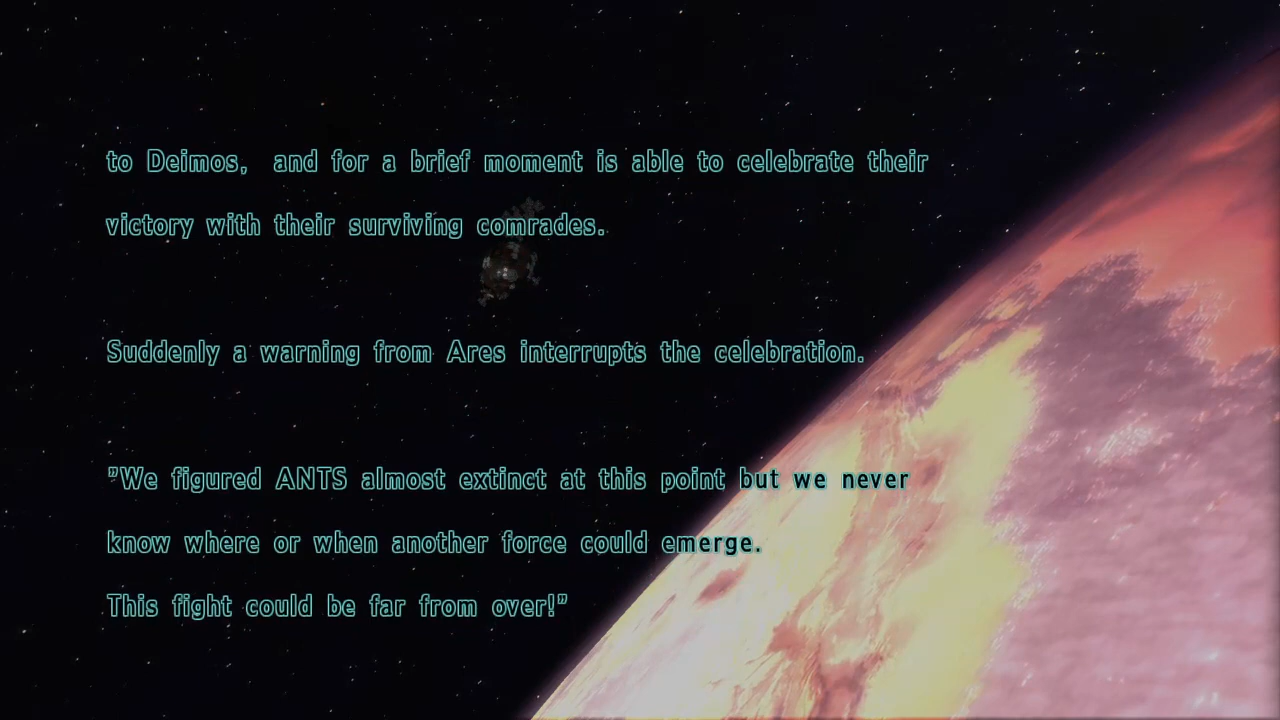 to Deimos,  and for a brief moment is able to celebrate their
victory with their surviving comrades.
Suddenly a warning from Ares interrupts the celebration.
"We figured ANTS almost extinct at this point but we never
know where or when another force could emerge.
This fight could be far from over!"